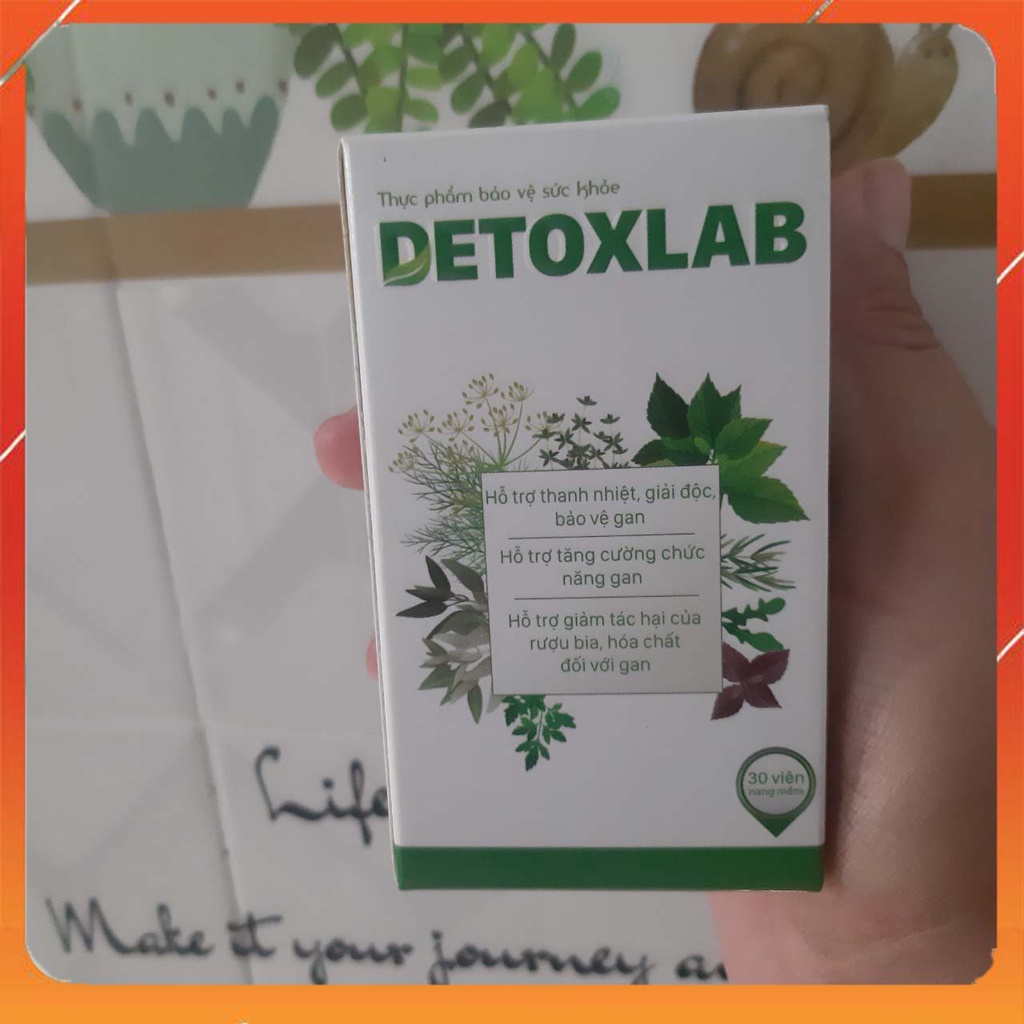 Thực phẩm bảo vệ sức khỏe
DETOXLAB
Hỗ trợ thanh nhiệt, giải độc,
bảo vệ gan
Hỗ trợ tăng cường chức
năng gan
Hỗ trợ giảm tác hại của
rượu bia, hóa chất
đối với gan
30 viên
nang mềm
Life
Make it your journey